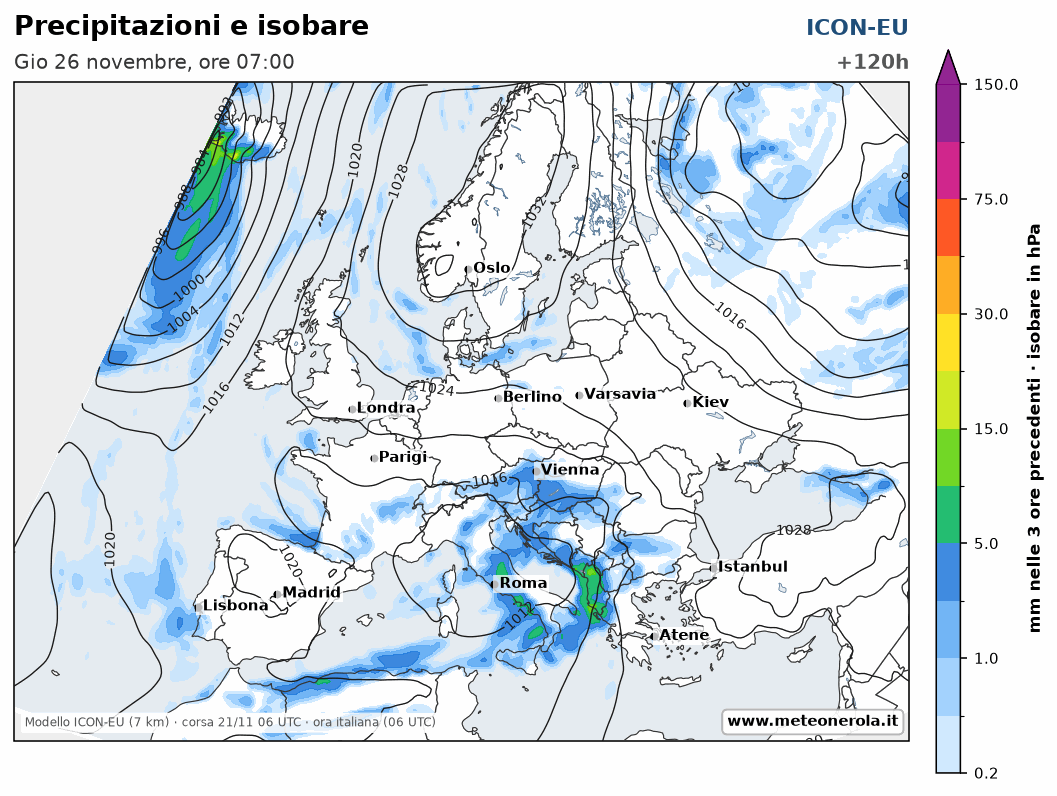 Precipitazioni e isobare
ICON-EU
Gio 26 novembre, ore 07:00
+120h
992
984
988
996
1000
1004
1012
1016
1020
1028
1032
1016
1024
1016
1028
1020
1020
1012
Oslo
Londra
Berlino
Varsavia
Kiev
Parigi
Vienna
Madrid
Lisbona
Roma
Istanbul
Atene
Modello ICON-EU (7 km) · corsa 21/11 06 UTC · ora italiana (06 UTC)
www.meteonerola.it
150.0
75.0
30.0
15.0
5.0
1.0
0.2
mm nelle 3 ore precedenti · isobare in hPa